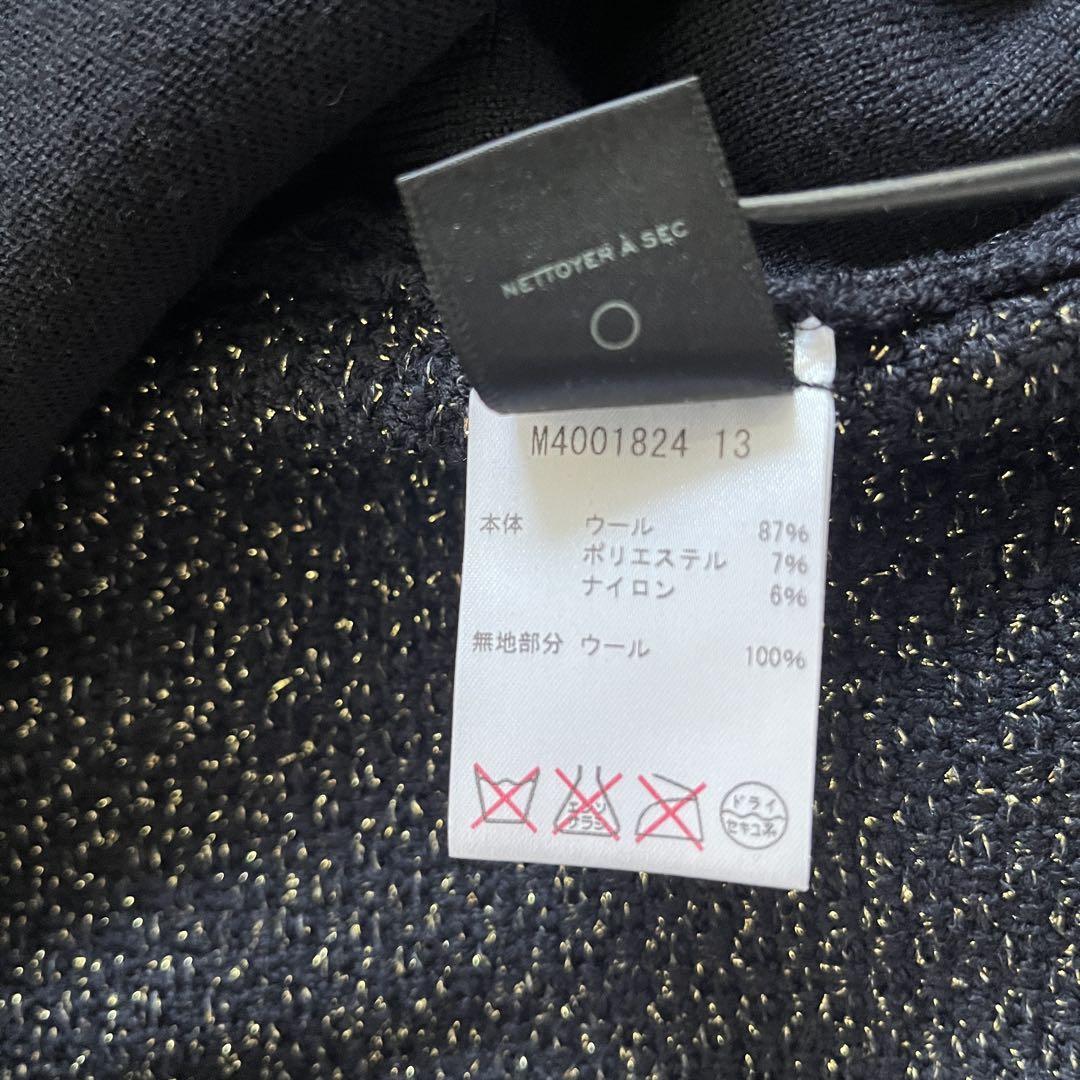 NETTOYER À SEC
M4001824 13
本体 ウール 87%
ポリエステル 7%
ナイロン 6%
無地部分 ウール 100%
エンソ
サラシ
ドライ
セキユ系